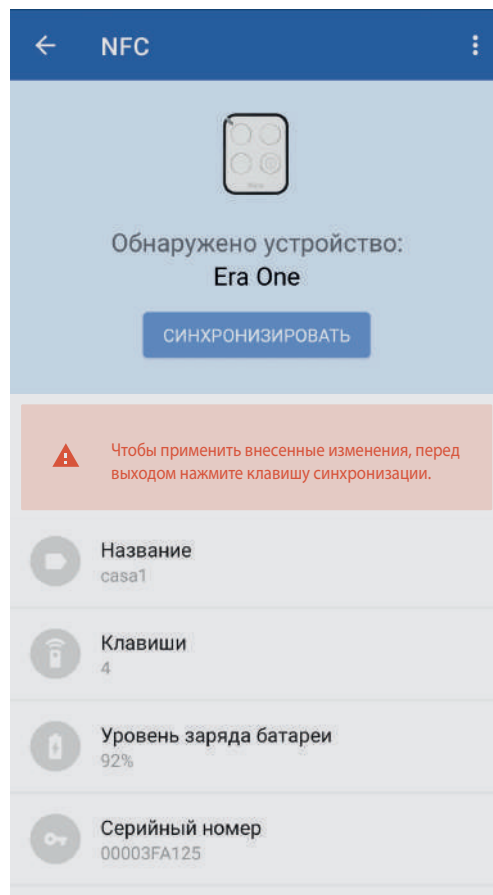 NFC
Обнаружено устройство:
Era One
СИНХРОНИЗИРОВАТЬ
Чтобы применить внесенные изменения, перед
выходом нажмите клавишу синхронизации.
Название
casa1
Клавиши
4
Уровень заряда батареи
92%
Серийный номер
00003FA125